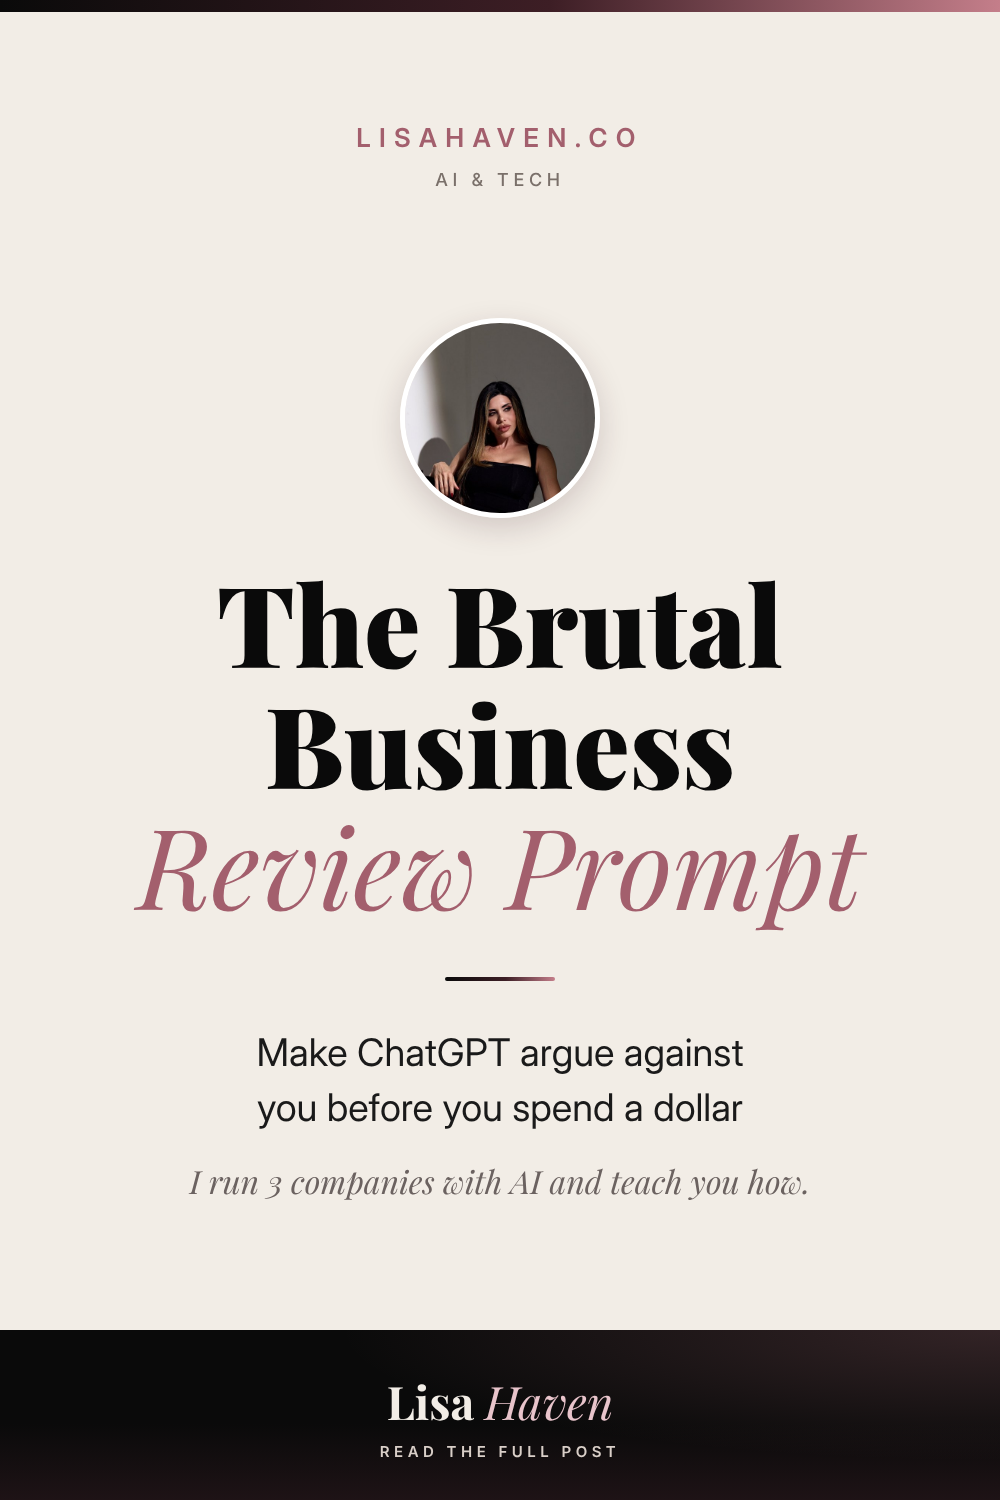 LISAHAVEN.CO
AI & TECH
The Brutal
Business
Review Prompt
Make ChatGPT argue against
you before you spend a dollar
I run 3 companies with AI and teach you how.
Lisa Haven
READ THE FULL POST